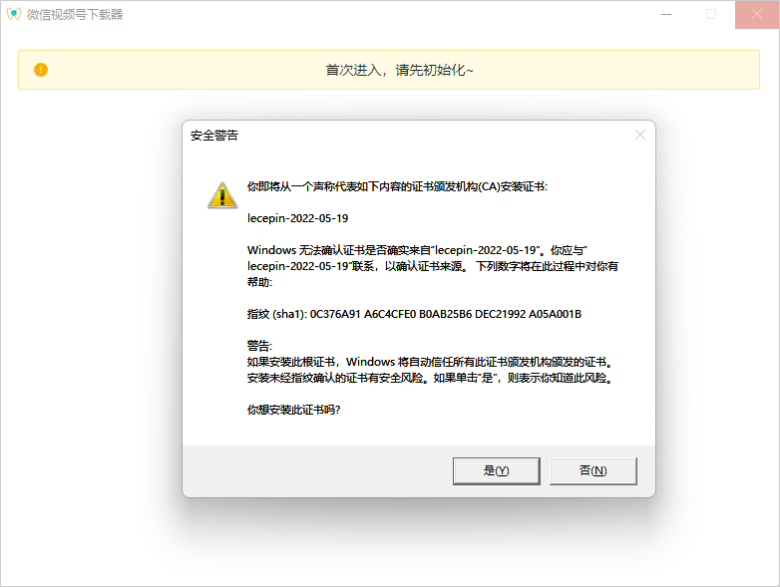 微信视频号下载器
首次进入，请先初始化~
安全警告
你即将从一个声称代表如下内容的证书颁发机构(CA)安装证书:
lecepin-2022-05-19
Windows 无法确认证书是否确实来自"lecepin-2022-05-19"。你应与"
lecepin-2022-05-19"联系，以确认证书来源。 下列数字将在此过程中对你有
帮助:
指纹 (sha1): 0C376A91 A6C4CFE0 B0AB25B6 DEC21992 A05A001B
警告:
如果安装此根证书，Windows 将自动信任所有此证书颁发机构颁发的证书。
安装未经指纹确认的证书有安全风险。如果单击"是"，则表示你知道此风险。
你想安装此证书吗?
是(Y) 否(N)